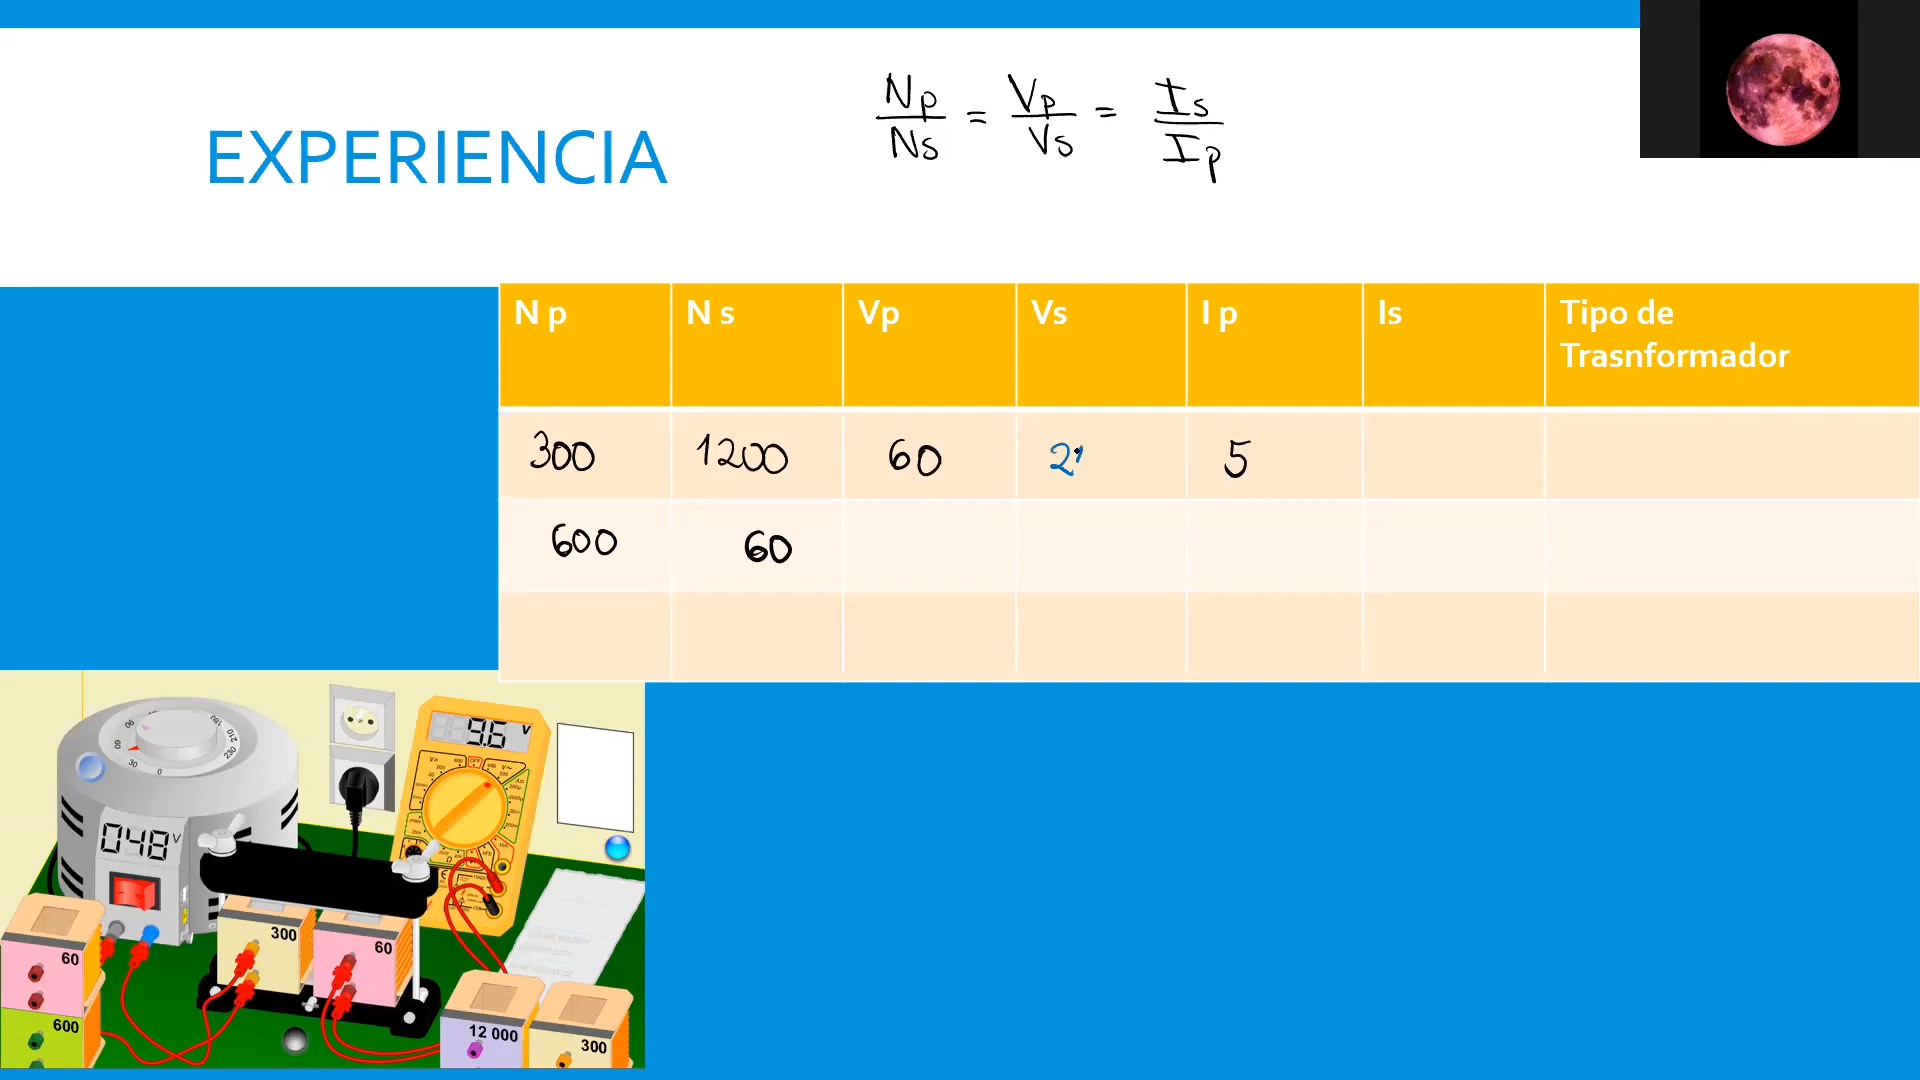 EXPERIENCIA
Np/Ns = Vp/Vs = Is/Ip
N p N s Vp Vs I p Is Tipo de
Trasnformador
300 1200 60 2 5
600 60
9.6 V
048 V
300
60
60
600
12 000
300